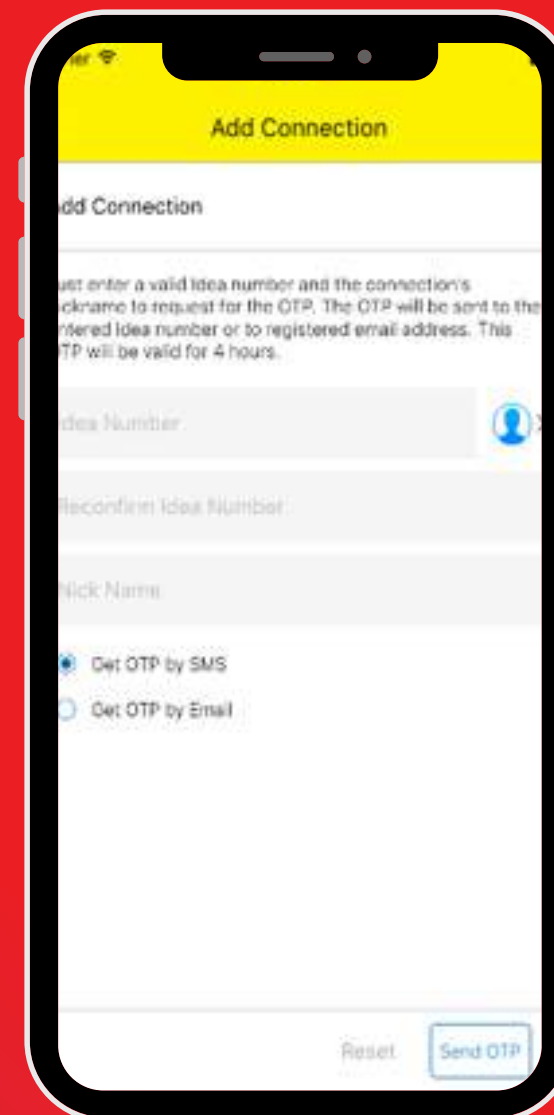 Add Connection
dd Connection
ust enter a valid Idea number and the connection's
ickname to request for the OTP. The OTP will be sent to the
ntered Idea number or to registered email address. This
TP will be valid for 4 hours.
Idea Number
Reconfirm Idea Number
Nick Name
Get OTP by SMS
Get OTP by Email
Reset
Send OTP